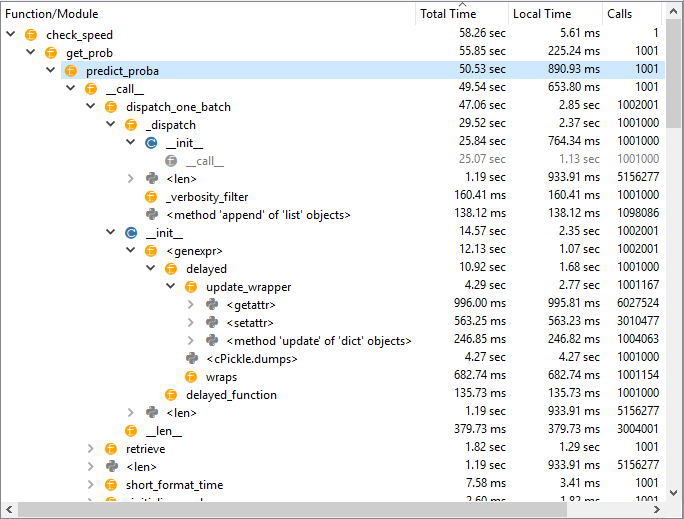 Function/Module Total Time Local Time Calls
check_speed 58.26 sec 5.61 ms 1
get_prob 55.85 sec 225.24 ms 1001
predict_proba 50.53 sec 890.93 ms 1001
__call__ 49.54 sec 653.80 ms 1001
dispatch_one_batch 47.06 sec 2.85 sec 1002001
_dispatch 29.52 sec 2.37 sec 1001000
__init__ 25.84 sec 764.34 ms 1001000
__call__ 25.07 sec 1.13 sec 1001000
<len> 1.19 sec 933.91 ms 5156277
_verbosity_filter 160.41 ms 160.41 ms 1001000
<method 'append' of 'list' objects> 138.12 ms 138.12 ms 1098086
__init__ 14.57 sec 2.35 sec 1002001
<genexpr> 12.13 sec 1.07 sec 1002001
delayed 10.92 sec 1.68 sec 1001000
update_wrapper 4.29 sec 2.77 sec 1001167
<getattr> 996.00 ms 995.81 ms 6027524
<setattr> 563.25 ms 563.23 ms 3010477
<method 'update' of 'dict' objects> 246.85 ms 246.82 ms 1004063
<cPickle.dumps> 4.27 sec 4.27 sec 1001000
wraps 682.74 ms 682.74 ms 1001154
delayed_function 135.73 ms 135.73 ms 1001000
<len> 1.19 sec 933.91 ms 5156277
__len__ 379.73 ms 379.73 ms 3004001
retrieve 1.82 sec 1.29 sec 1001
<len> 1.19 sec 933.91 ms 5156277
short_format_time 7.58 ms 3.41 ms 1001
2.60 ms 1.82 ms 1001